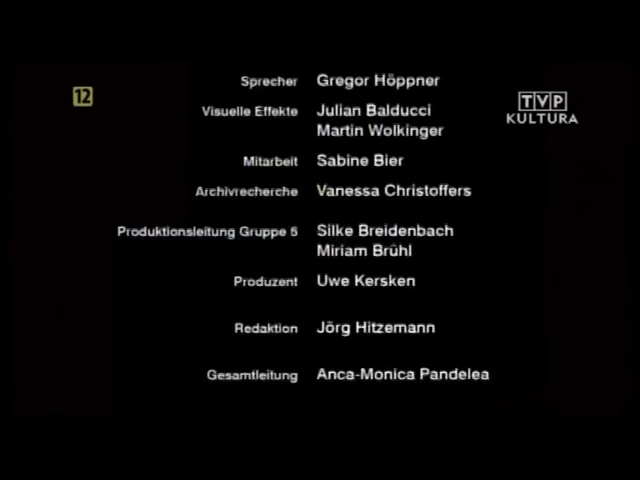 Sprecher Gregor Höppner
12
Visuelle Effekte Julian Balducci
Martin Wolkinger
TVP
KULTURA
Mitarbeit Sabine Bier
Archivrecherche Vanessa Christoffers
Produktionsleitung Gruppe 5 Silke Breidenbach
Miriam Brühl
Produzent Uwe Kersken
Redaktion Jörg Hitzemann
Gesamtleitung Anca-Monica Pandelea